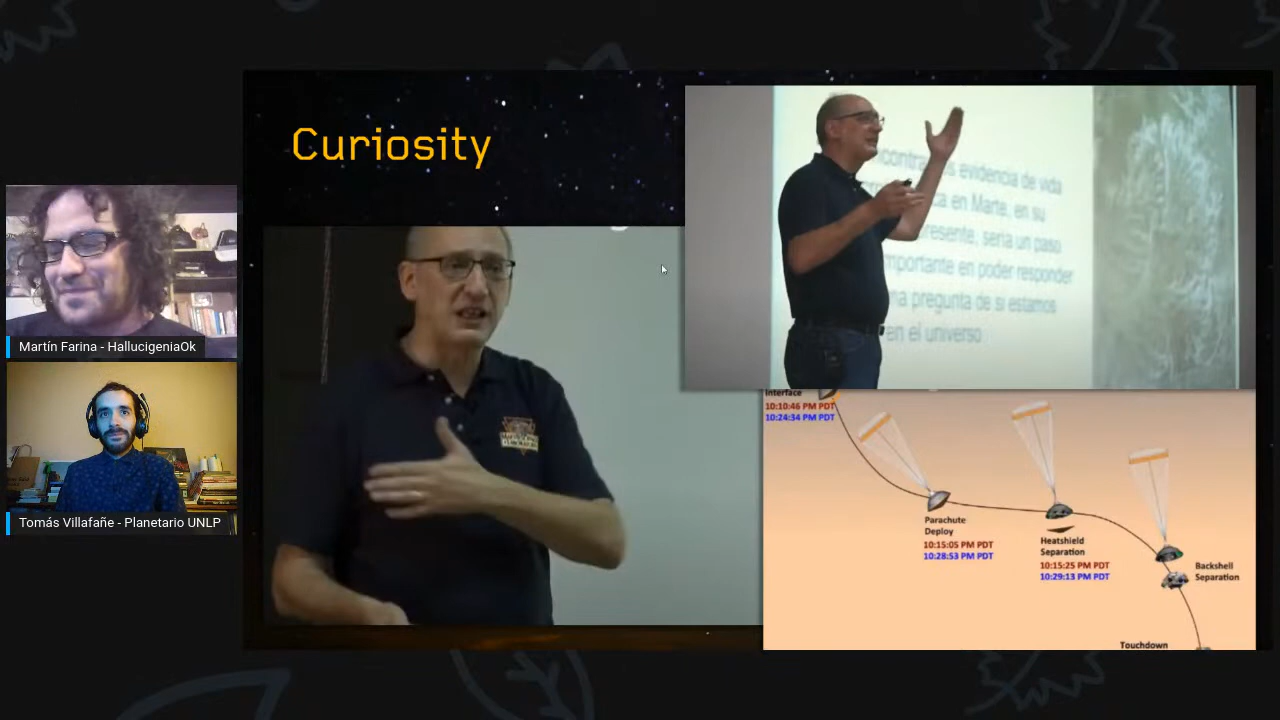 Curiosity
evidencia de vida
en Marte, en su
sería un paso
importante en poder responder
pregunta de si estamos
en el universo
Martín Farina - HallucigeniaOk
Tomás Villafañe - Planetario UNLP
Interface
10:10:46 PM PDT
10:24:34 PM PDT
Parachute
Deploy
10:15:05 PM PDT
10:28:53 PM PDT
Heatshield
Separation
10:15:25 PM PDT
10:29:13 PM PDT
Backshell
Separation
Touchdown